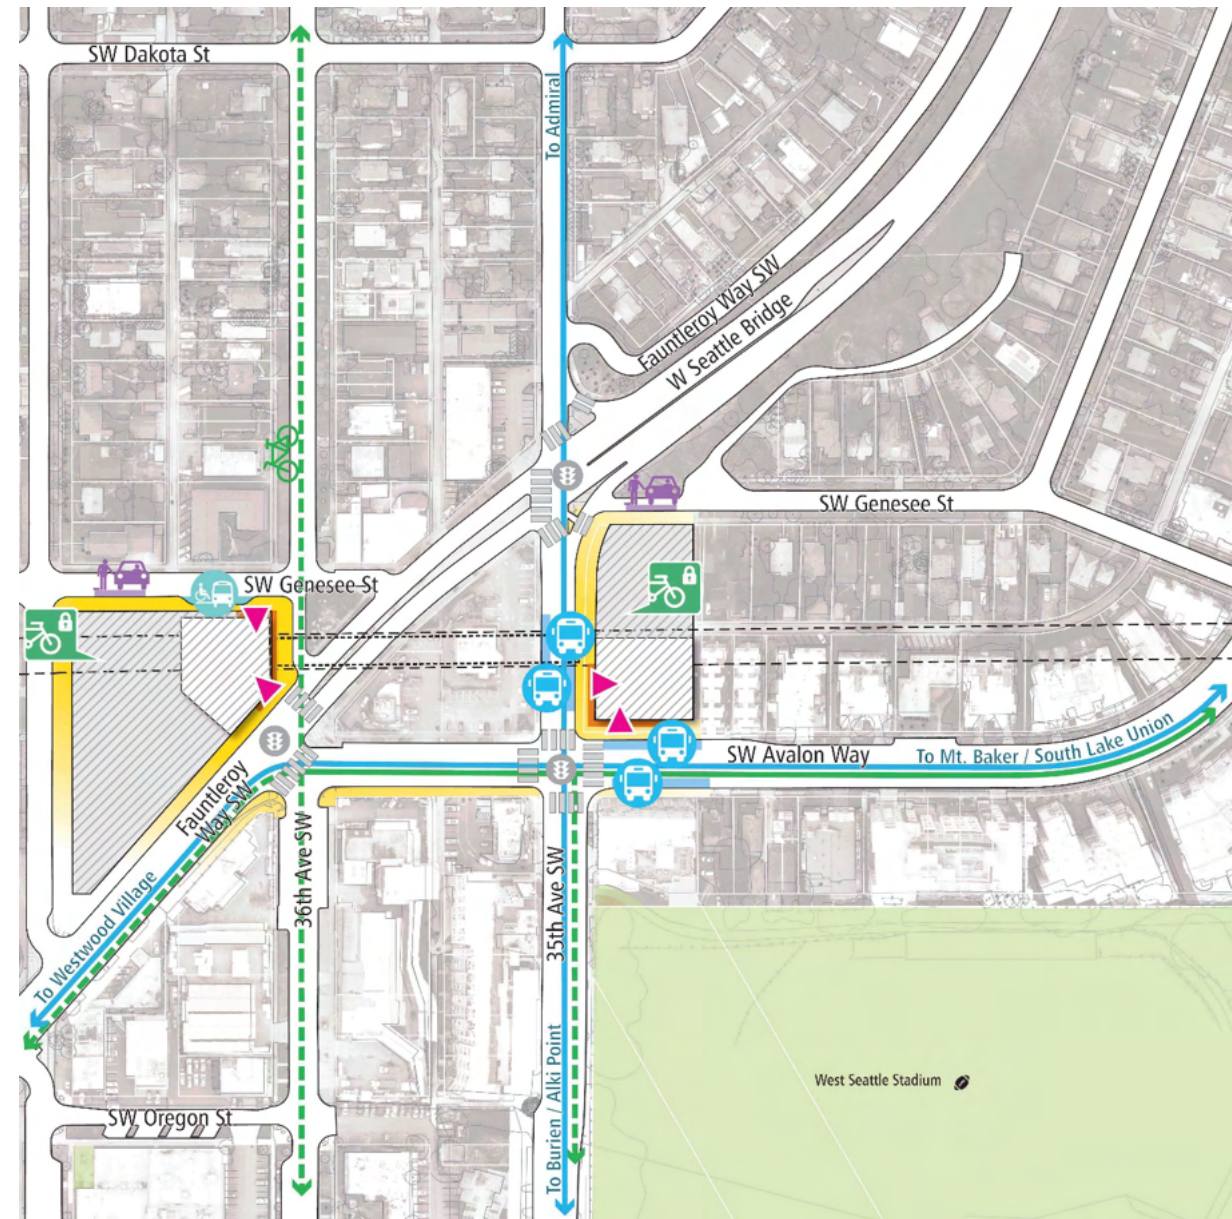 SW Dakota St
To Admiral
Fauntleroy Way SW
W Seattle Bridge
SW Genesee St
SW Genesee St
SW Avalon Way
To Mt. Baker / South Lake Union
Fauntleroy
Way SW
36th Ave SW
35th Ave SW
To Westwood Village
To Burien / Alki Point
West Seattle Stadium
SW Oregon St